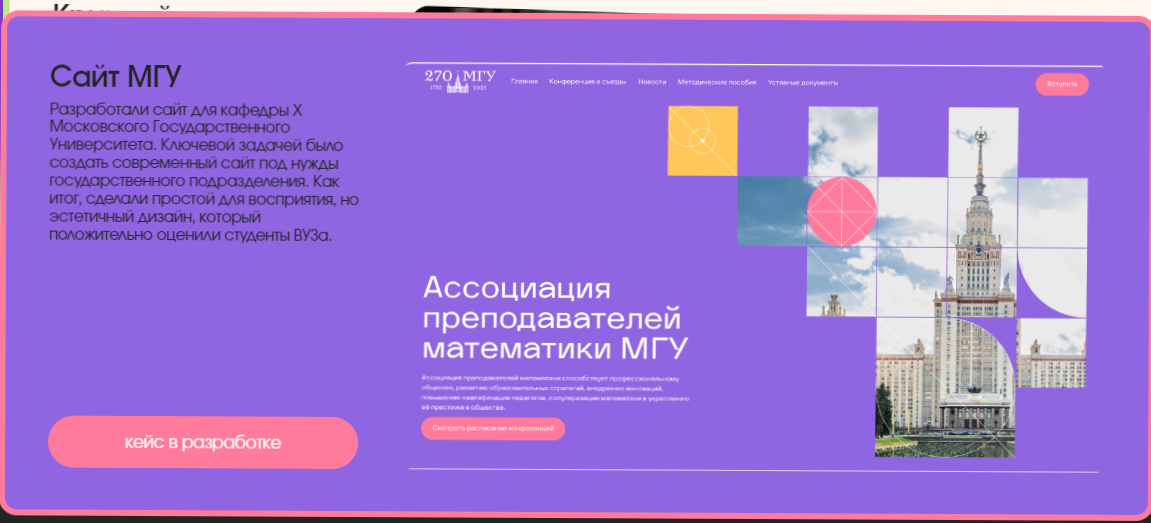 Сайт МГУ
Разработали сайт для кафедры X
Московского Государственного
Университета. Ключевой задачей было
создать современный сайт под нужды
государственного подразделения. Как
итог, сделали простой для восприятия, но
эстетичный дизайн, который
положительно оценили студенты ВУЗа.
кейс в разработке
270 МГУ
1755 2025
Главная Конференция и съезды Новости Методические пособия Уставные документы
Вступить
Ассоциация
преподавателей
математики МГУ
Ассоциация преподавателей математики способствует профессиональному
общению, развитию образовательных стратегий, внедрению инноваций,
повышению квалификации педагогов, популяризации математики и укреплению
её престижа в обществе.
Смотреть расписание конференций